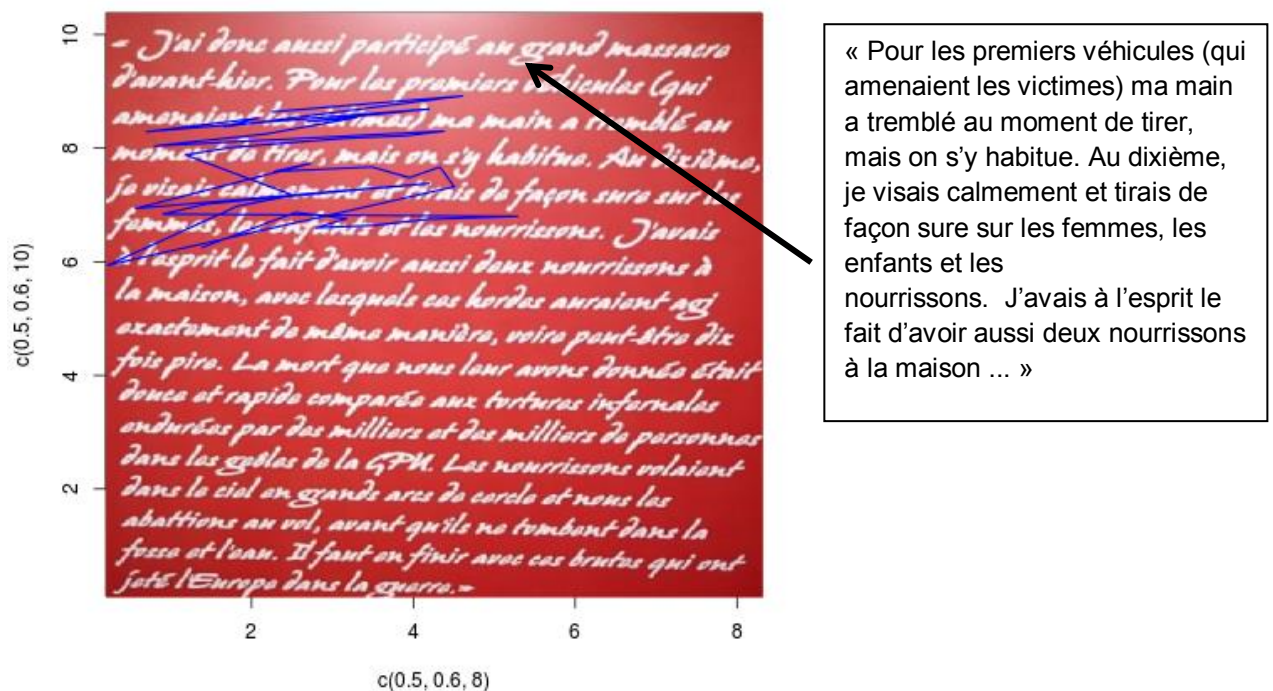 « J'ai donc aussi participé au grand massacre
d'avant-hier. Pour les premiers véhicules (qui
amenaient les victimes) ma main a tremblé au
moment de tirer, mais on s'y habitue. Au dixième,
je visais calmement et tirais de façon sure sur les
femmes, les enfants et les nourrissons. J'avais
à l'esprit le fait d'avoir aussi deux nourrissons à
la maison, avec lesquels ces hordes auraient agi
exactement de même manière, voire peut-être dix
fois pire. La mort que nous leur avons donnée était
douce et rapide comparée aux tortures infernales
endurées par des milliers et des milliers de personnes
dans les geôles de la GPU. Les nourrissons volaient
dans le ciel en grands arcs de cercle et nous les
abattions au vol, avant qu'ils ne tombent dans la
fosse et l'eau. Il faut en finir avec ces brutes qui ont
jeté l'Europe dans la guerre.»
10
8
6
4
2
c(0.5, 0.6, 10)
2 4 6 8
c(0.5, 0.6, 8)
« Pour les premiers véhicules (qui
amenaient les victimes) ma main
a tremblé au moment de tirer,
mais on s'y habitue. Au dixième,
je visais calmement et tirais de
façon sure sur les femmes, les
enfants et les
nourrissons. J'avais à l'esprit le
fait d'avoir aussi deux nourrissons
à la maison ... »